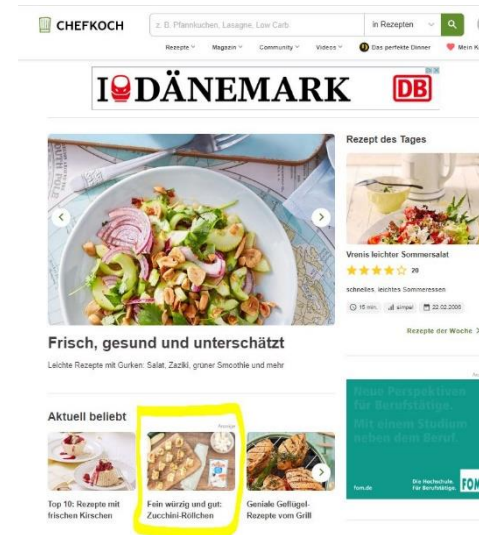 CHEFKOCH
z. B. Pfannkuchen, Lasagne, Low Carb
in Rezepten
Rezepte Magazin Community Videos Das perfekte Dinner Mein K
I DÄNEMARK DB
Rezept des Tages
Vrenis leichter Sommersalat
20
schnelles, leichtes Sommeressen
10 min. simpel 22.02.2006
Rezepte der Woche
Frisch, gesund und unterschätzt
Leichte Rezepte mit Gurken: Salat, Zaziki, grüner Smoothie und mehr
Neue Perspektiven
für Berufstätige.
Mit einem Studium
neben dem Beruf.
fom.de
Die Hochschule.
Für Berufstätige.
FOM
Aktuell beliebt
Anzeige
Top 10: Rezepte mit
frischen Kirschen
Fein würzig und gut:
Zucchini-Röllchen
Geniale Geflügel-
Rezepte vom Grill